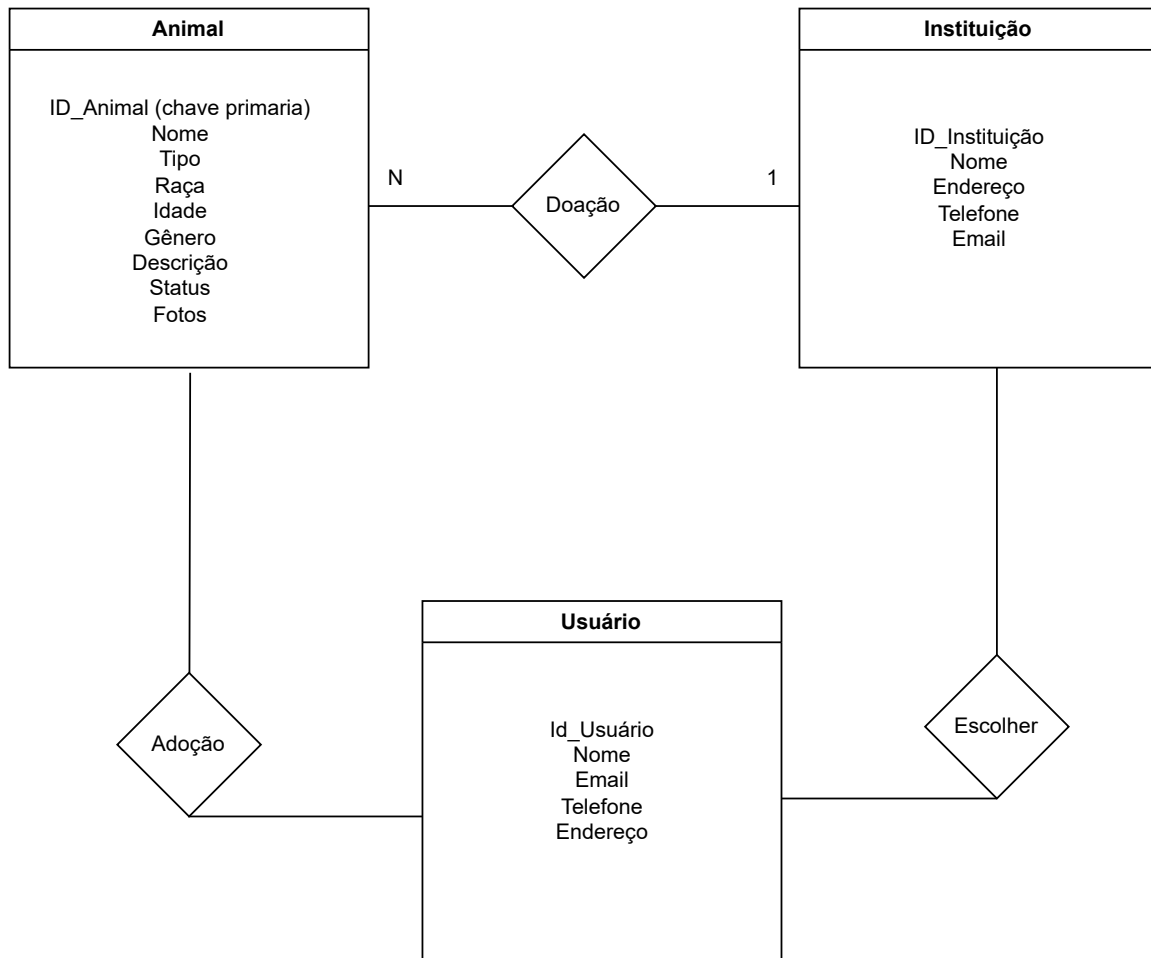 Animal
ID_Animal (chave primaria)
Nome
Tipo
Raça
Idade
Gênero
Descrição
Status
Fotos
N
Doação
1
Instituição
ID_Instituição
Nome
Endereço
Telefone
Email
Adoção
Usuário
Id_Usuário
Nome
Email
Telefone
Endereço
Escolher